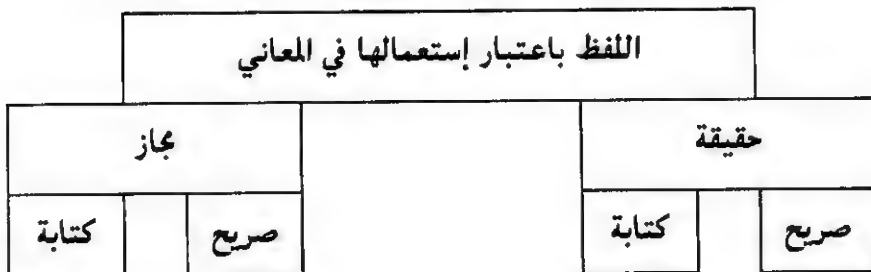 اللفظ باعتبار إستعمالها في المعاني
حقيقة
مجاز
صريح
كتابة
صريح
كتابة